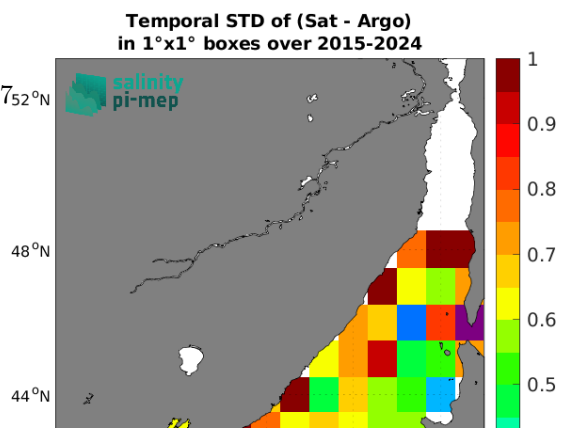 Temporal STD of (Sat - Argo)
in 1°x1° boxes over 2015-2024
salinity
pi-mep
7
52°N
48°N
44°N
1
0.9
0.8
0.7
0.6
0.5